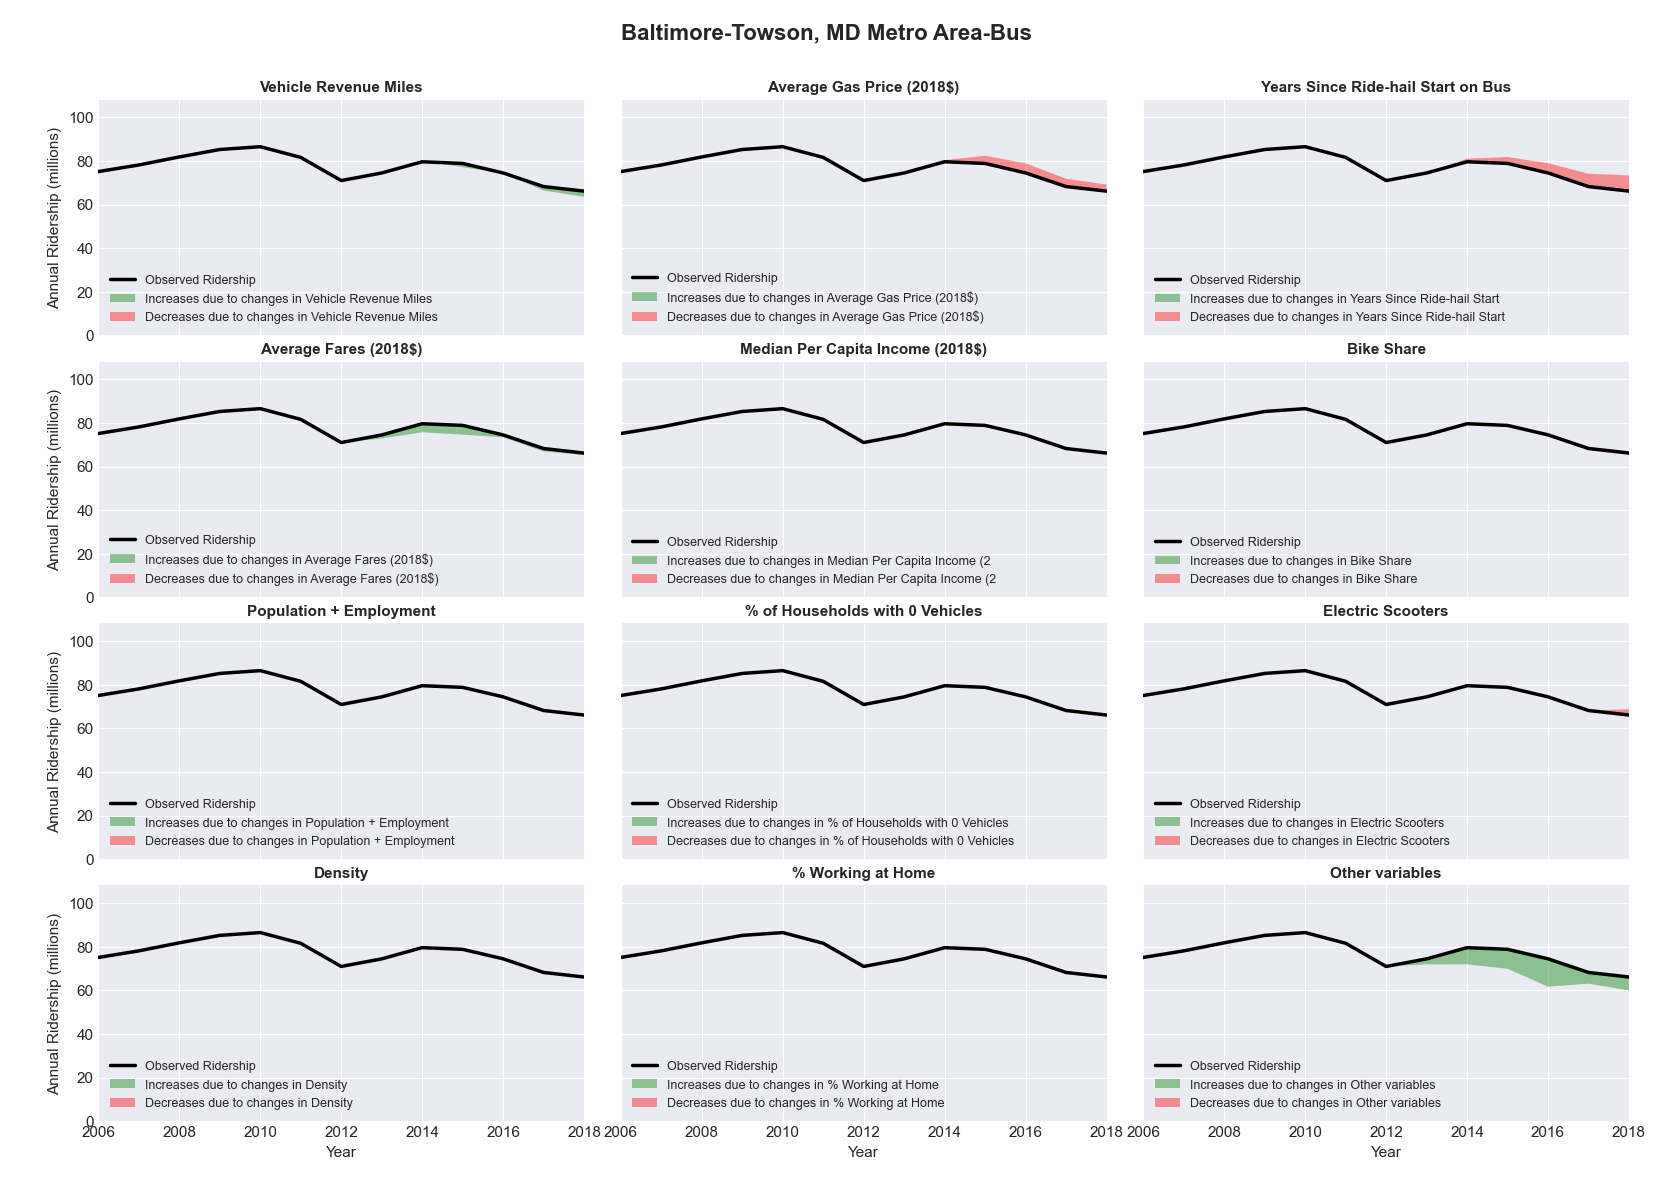 Baltimore-Towson, MD Metro Area-Bus
Vehicle Revenue Miles
Annual Ridership (millions)
100
80
60
40
20
0
Observed Ridership
Increases due to changes in Vehicle Revenue Miles
Decreases due to changes in Vehicle Revenue Miles
Average Gas Price (2018$)
Observed Ridership
Increases due to changes in Average Gas Price (2018$)
Decreases due to changes in Average Gas Price (2018$)
Years Since Ride-hail Start on Bus
Observed Ridership
Increases due to changes in Years Since Ride-hail Start
Decreases due to changes in Years Since Ride-hail Start
Average Fares (2018$)
Annual Ridership (millions)
100
80
60
40
20
0
Observed Ridership
Increases due to changes in Average Fares (2018$)
Decreases due to changes in Average Fares (2018$)
Median Per Capita Income (2018$)
Observed Ridership
Increases due to changes in Median Per Capita Income (2
Decreases due to changes in Median Per Capita Income (2
Bike Share
Observed Ridership
Increases due to changes in Bike Share
Decreases due to changes in Bike Share
Population + Employment
Annual Ridership (millions)
100
80
60
40
20
0
Observed Ridership
Increases due to changes in Population + Employment
Decreases due to changes in Population + Employment
% of Households with 0 Vehicles
Observed Ridership
Increases due to changes in % of Households with 0 Vehicles
Decreases due to changes in % of Households with 0 Vehicles
Electric Scooters
Observed Ridership
Increases due to changes in Electric Scooters
Decreases due to changes in Electric Scooters
Density
Annual Ridership (millions)
100
80
60
40
20
0
Observed Ridership
Increases due to changes in Density
Decreases due to changes in Density
2006 2008 2010 2012 2014 2016 2018
Year
% Working at Home
Observed Ridership
Increases due to changes in % Working at Home
Decreases due to changes in % Working at Home
2006 2008 2010 2012 2014 2016 2018
Year
Other variables
Observed Ridership
Increases due to changes in Other variables
Decreases due to changes in Other variables
2006 2008 2010 2012 2014 2016 2018
Year